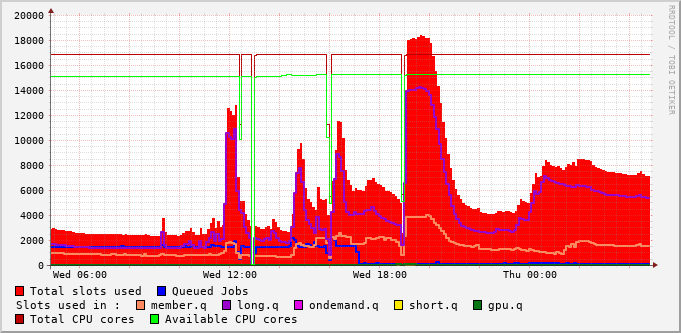 20000
18000
16000
14000
12000
10000
8000
6000
4000
2000
0
Wed 06:00 Wed 12:00 Wed 18:00 Thu 00:00
RRDTOOL / TOBI OETIKER
Total slots used Queued Jobs
Slots used in : member.q long.q ondemand.q short.q gpu.q
Total CPU cores Available CPU cores